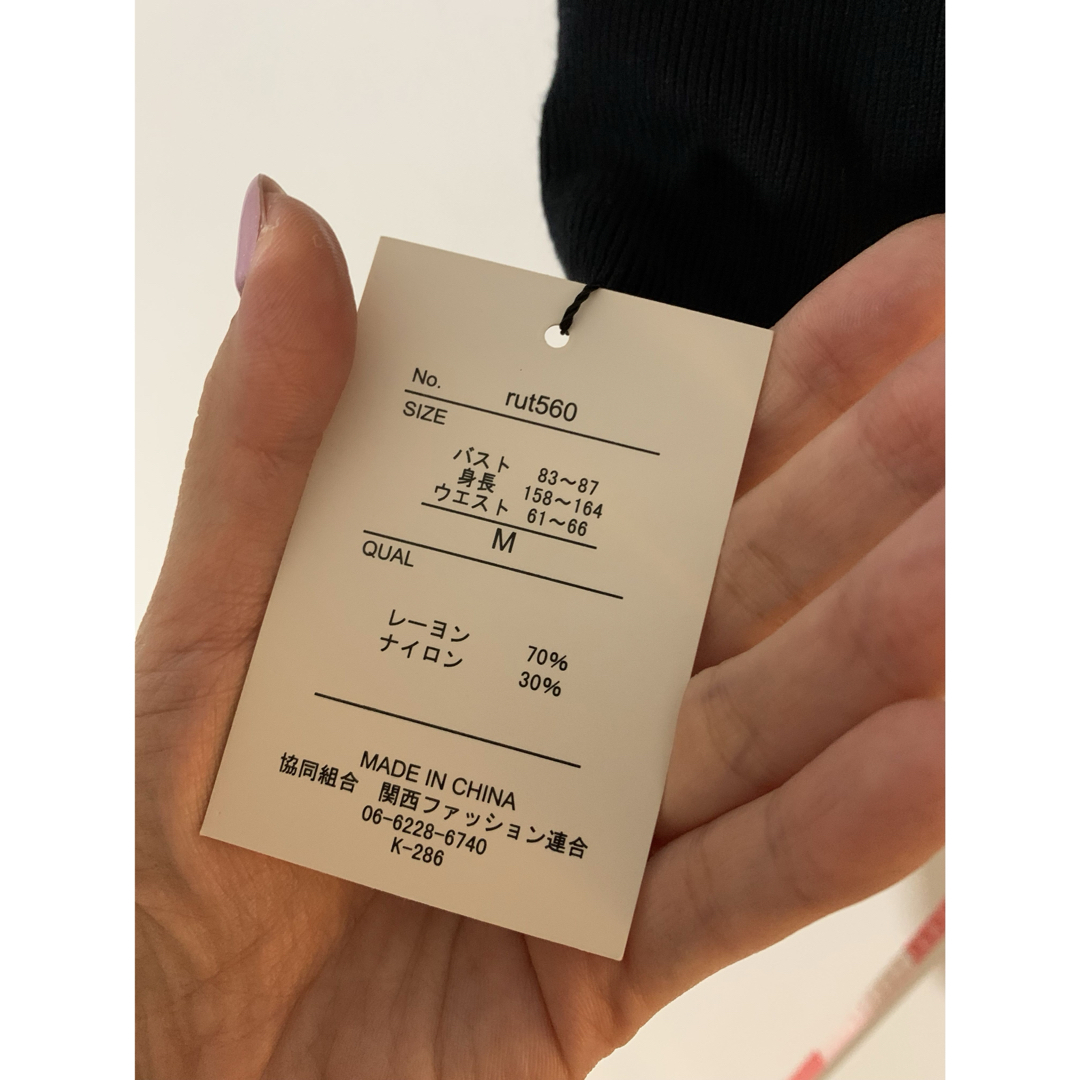 No. rut560
SIZE
バスト 83～87
身長 158～164
ウエスト 61～66
M
QUAL
レーヨン 70%
ナイロン 30%
MADE IN CHINA
協同組合 関西ファッション連合
06-6228-6740
K-286